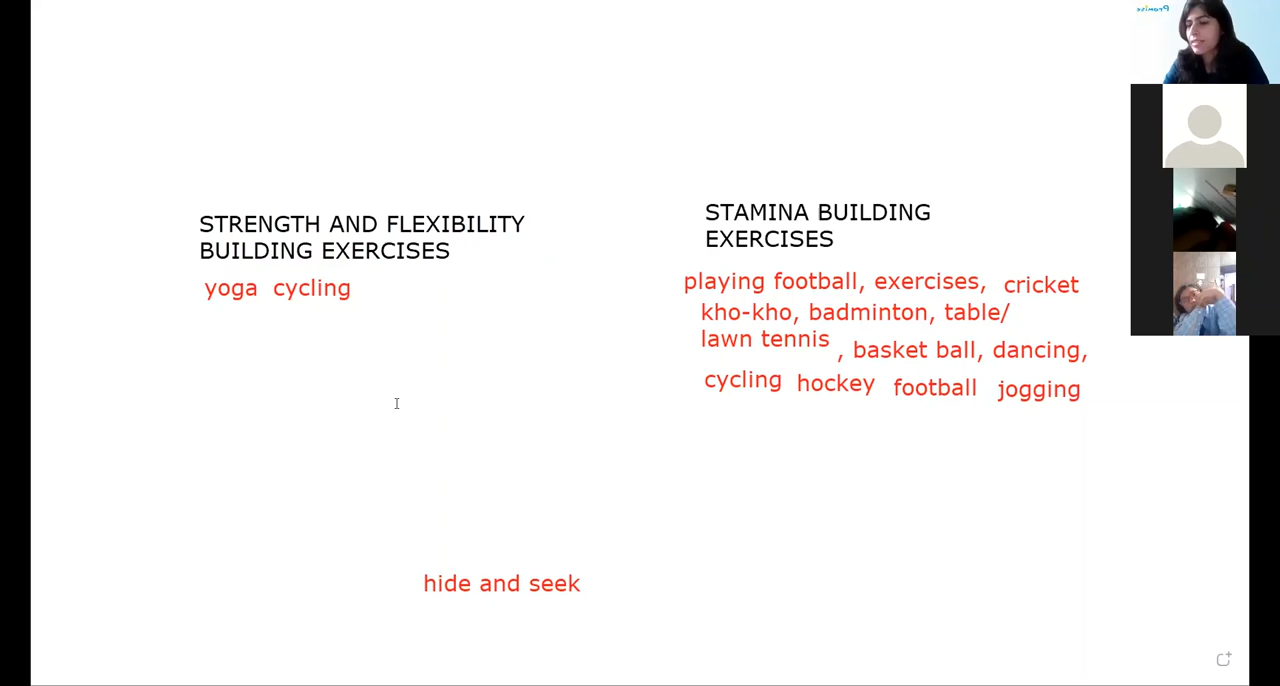 Promise
STRENGTH AND FLEXIBILITY
BUILDING EXERCISES
yoga cycling
STAMINA BUILDING
EXERCISES
playing football, exercises, cricket
kho-kho, badminton, table/
lawn tennis , basket ball, dancing,
cycling hockey football jogging
hide and seek